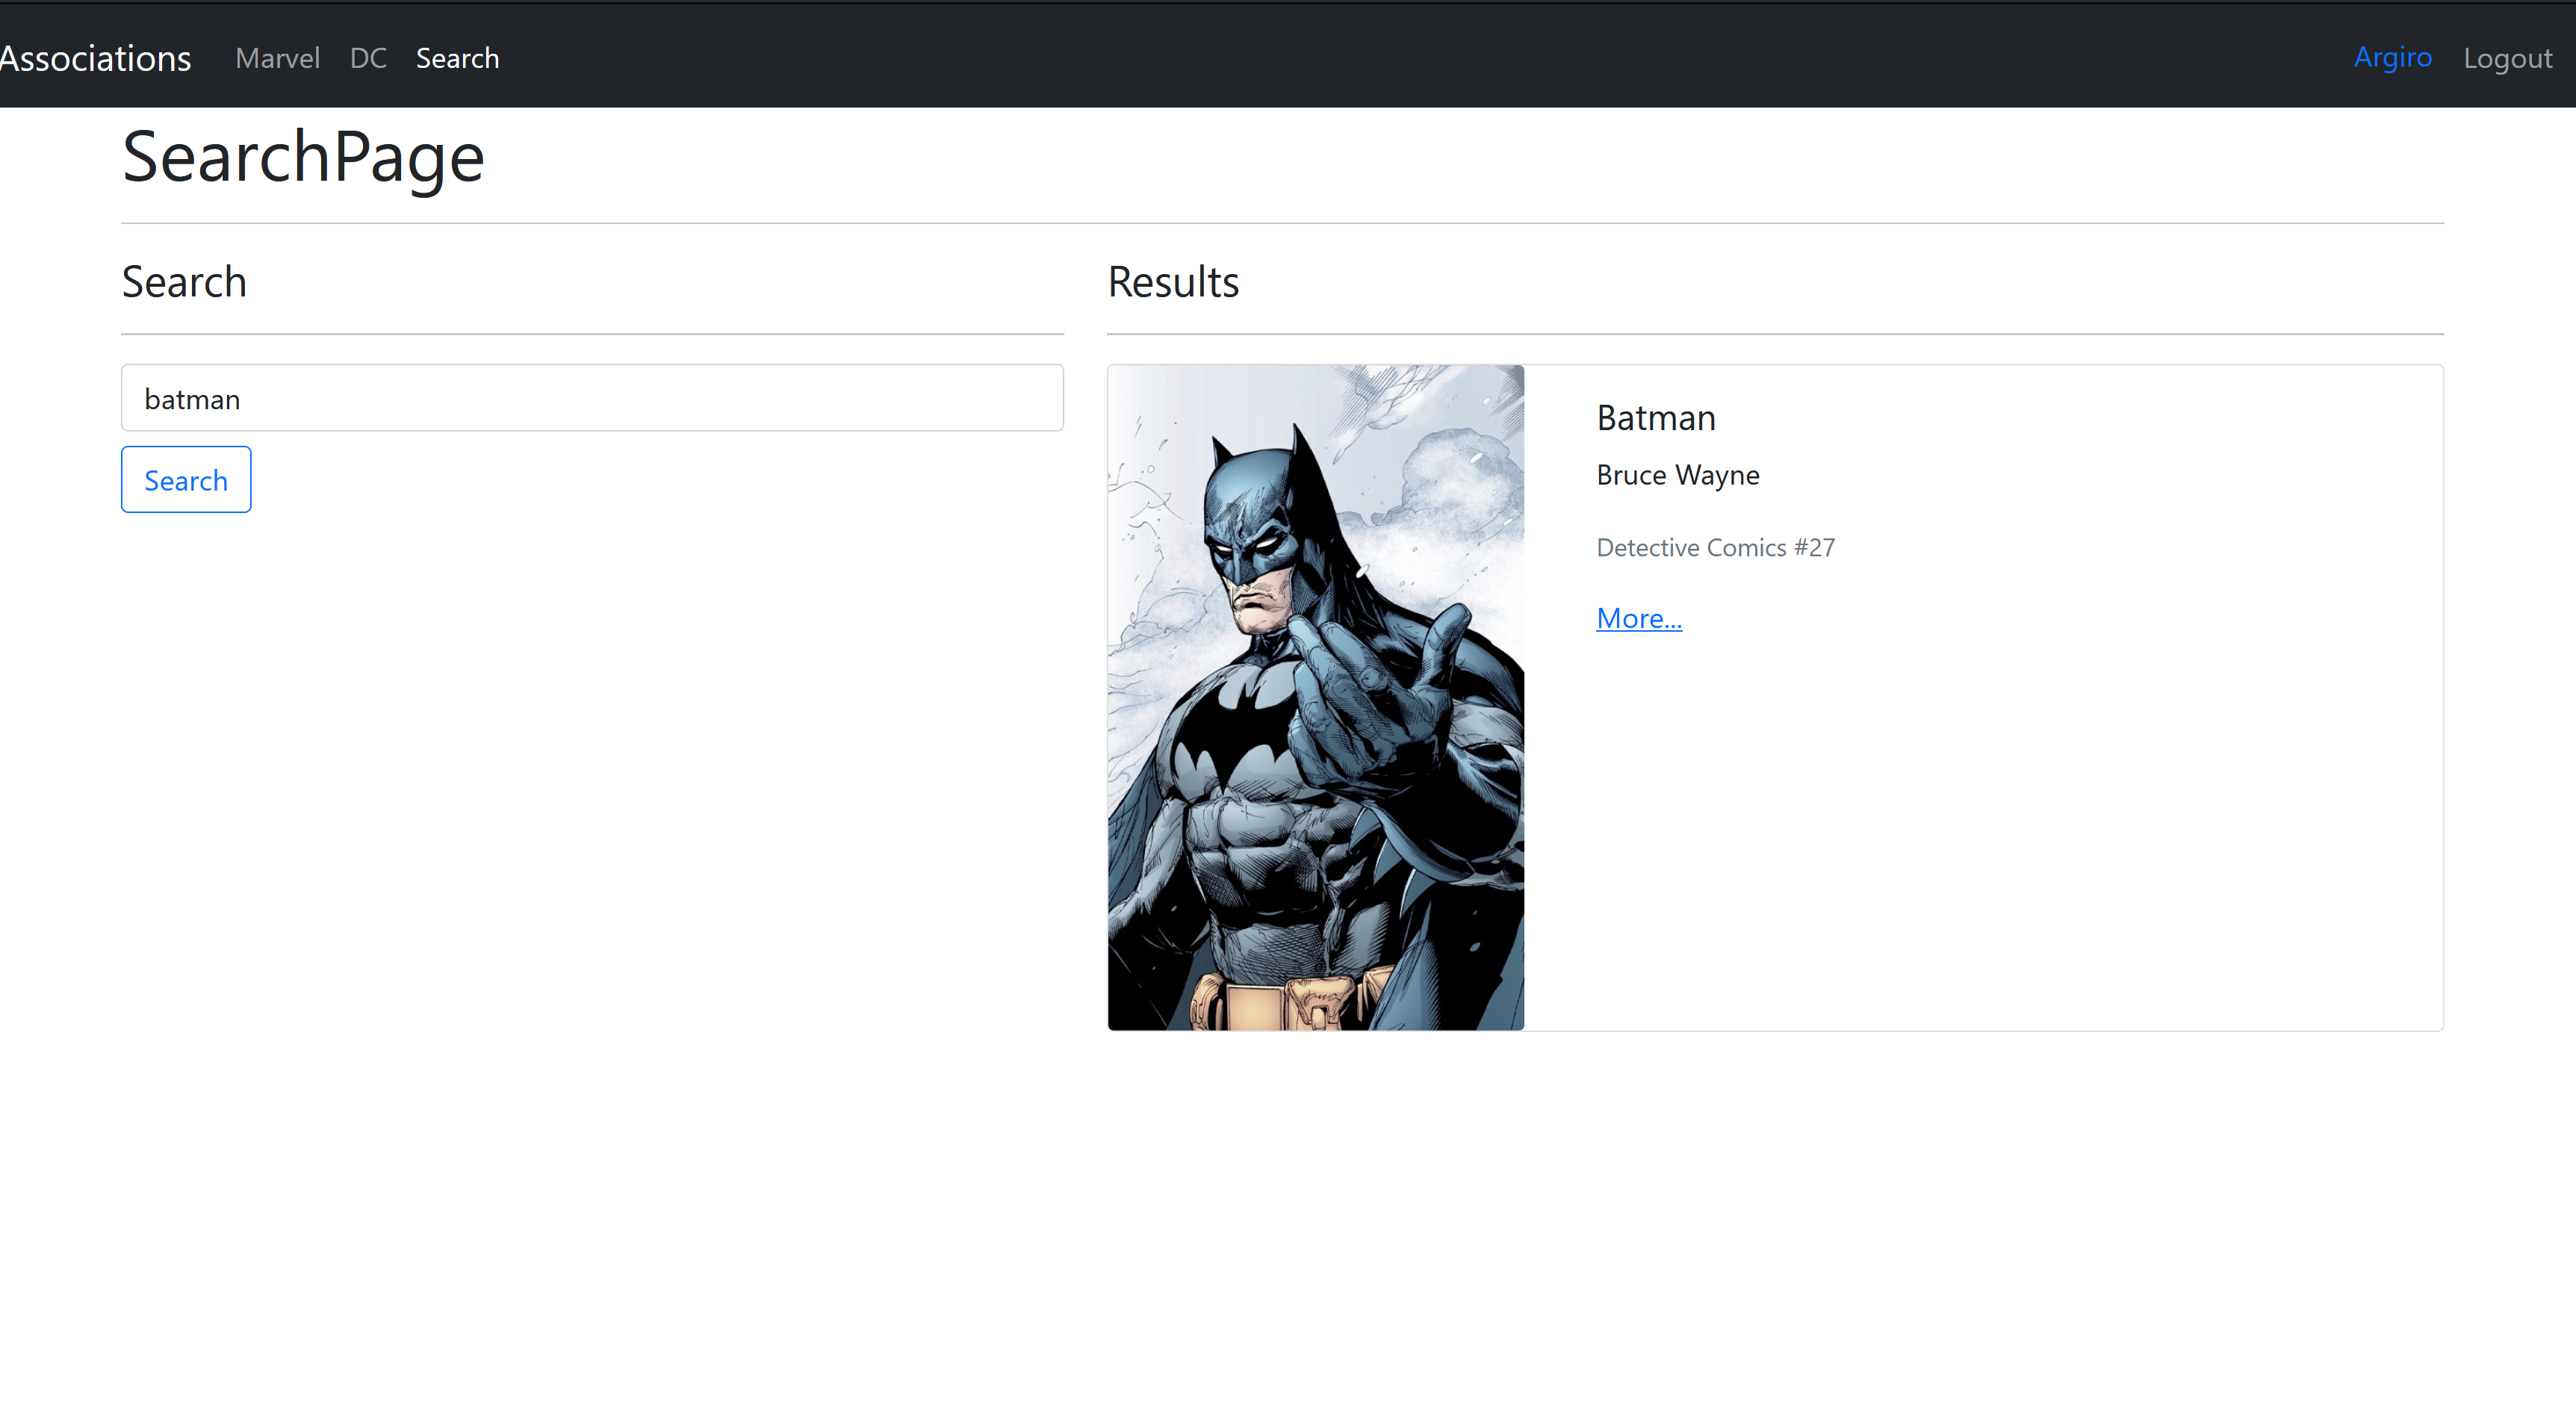 Associations Marvel DC Search Argiro Logout
SearchPage
Search
batman
Search
Results
Batman
Bruce Wayne
Detective Comics #27
More...